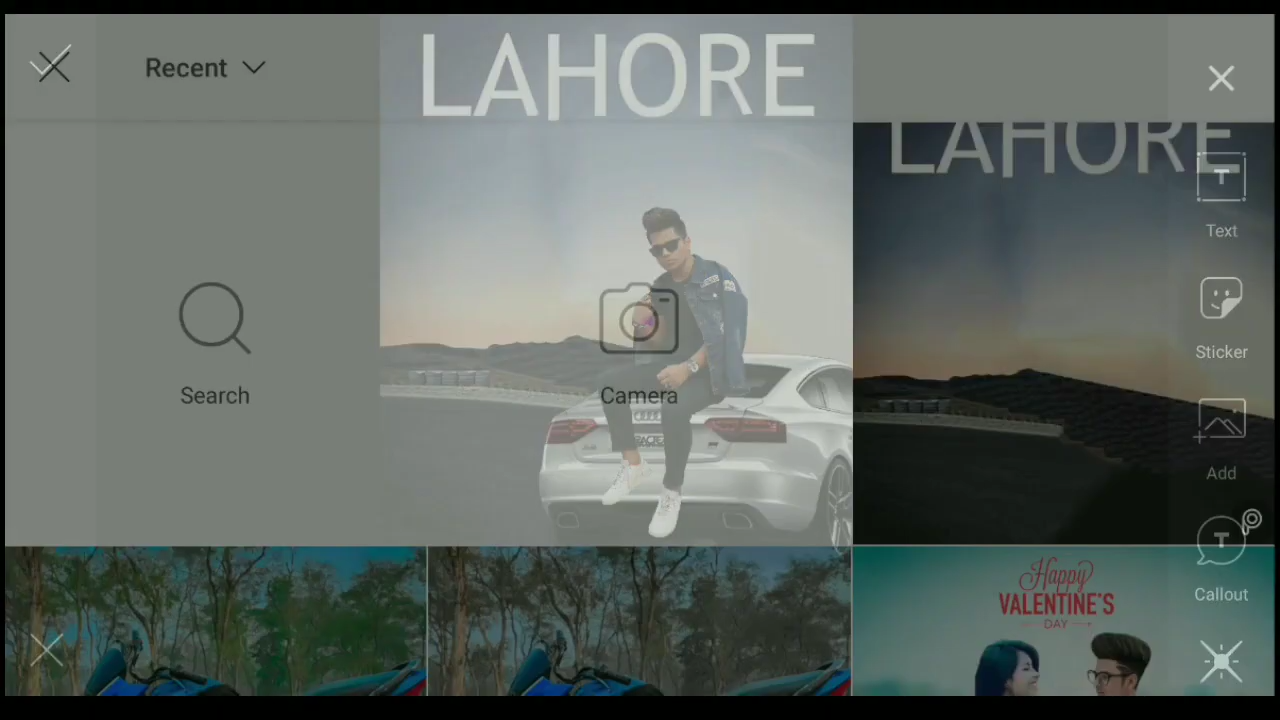 Recent
LAHORE
LAHORE
T
Text
Search
Camera
Sticker
Add
T
Callout
Happy
VALENTINE'S
DAY